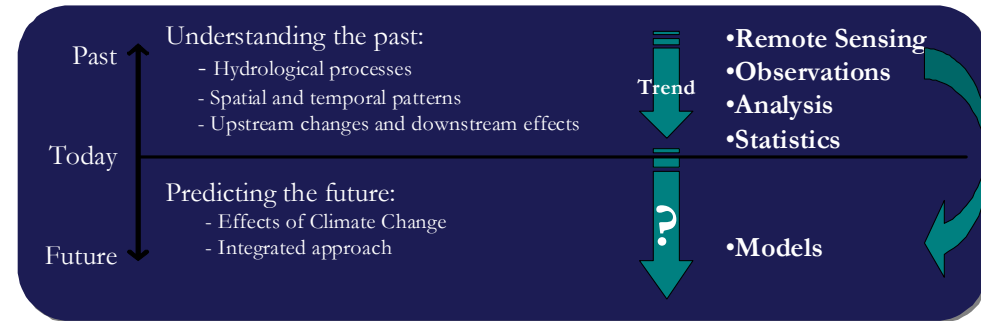 Past
Understanding the past:
- Hydrological processes
- Spatial and temporal patterns
- Upstream changes and downstream effects
Trend
•Remote Sensing
•Observations
•Analysis
•Statistics
Today
Predicting the future:
- Effects of Climate Change
- Integrated approach
Future
?
•Models